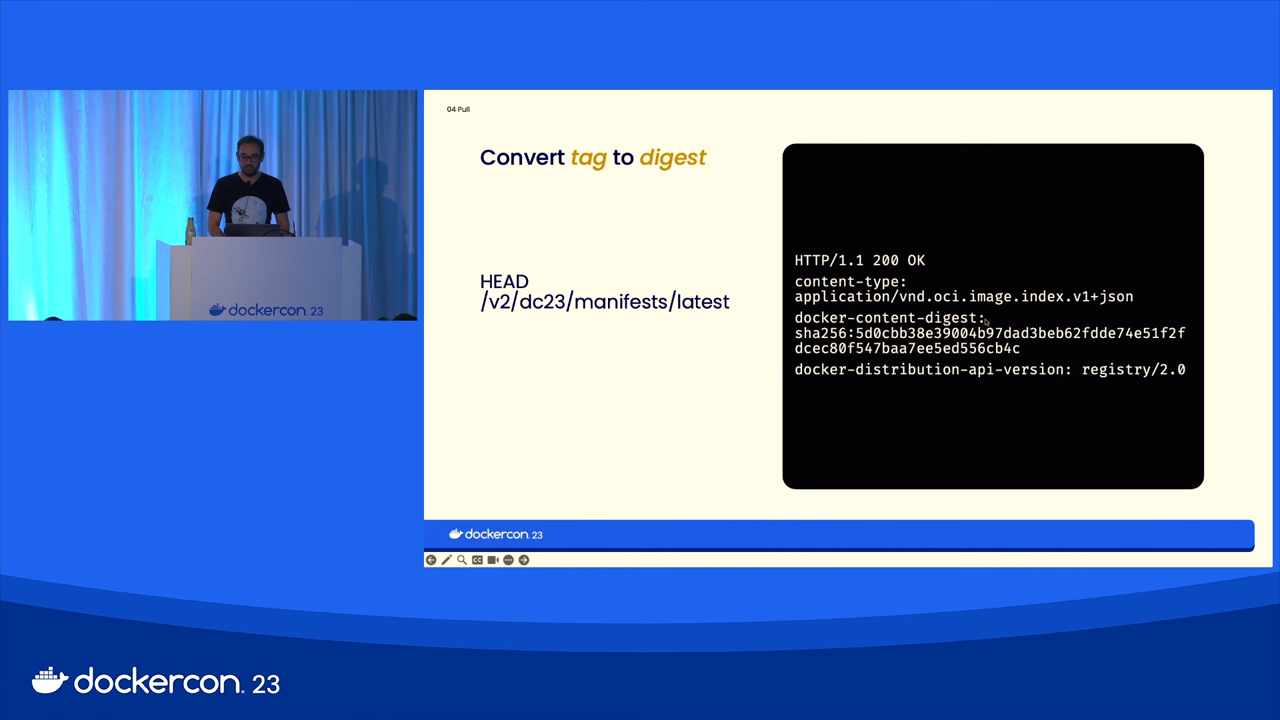 04 Pull
Convert tag to digest
HEAD
/v2/dc23/manifests/latest
HTTP/1.1 200 OK
content-type:
application/vnd.oci.image.index.v1+json
docker-content-digest:
sha256:5d0cbb38e39004b97dad3beb62fdde74e51f2f
dcec80f547baa7ee5ed556cb4c
docker-distribution-api-version: registry/2.0
dockercon. 23
CC
dockercon. 23
dockercon. 23